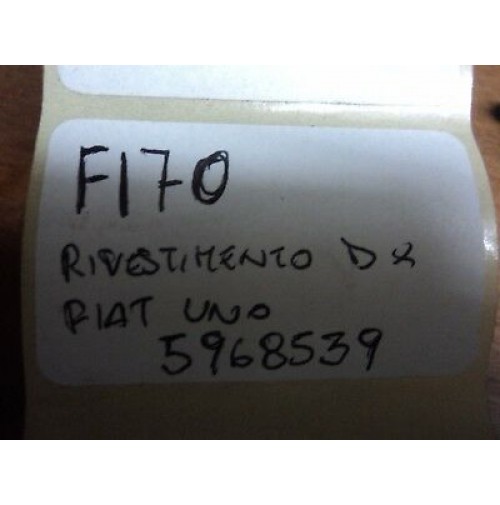 F170
RIVESTIMENTO DX
FIAT UNO
5968539